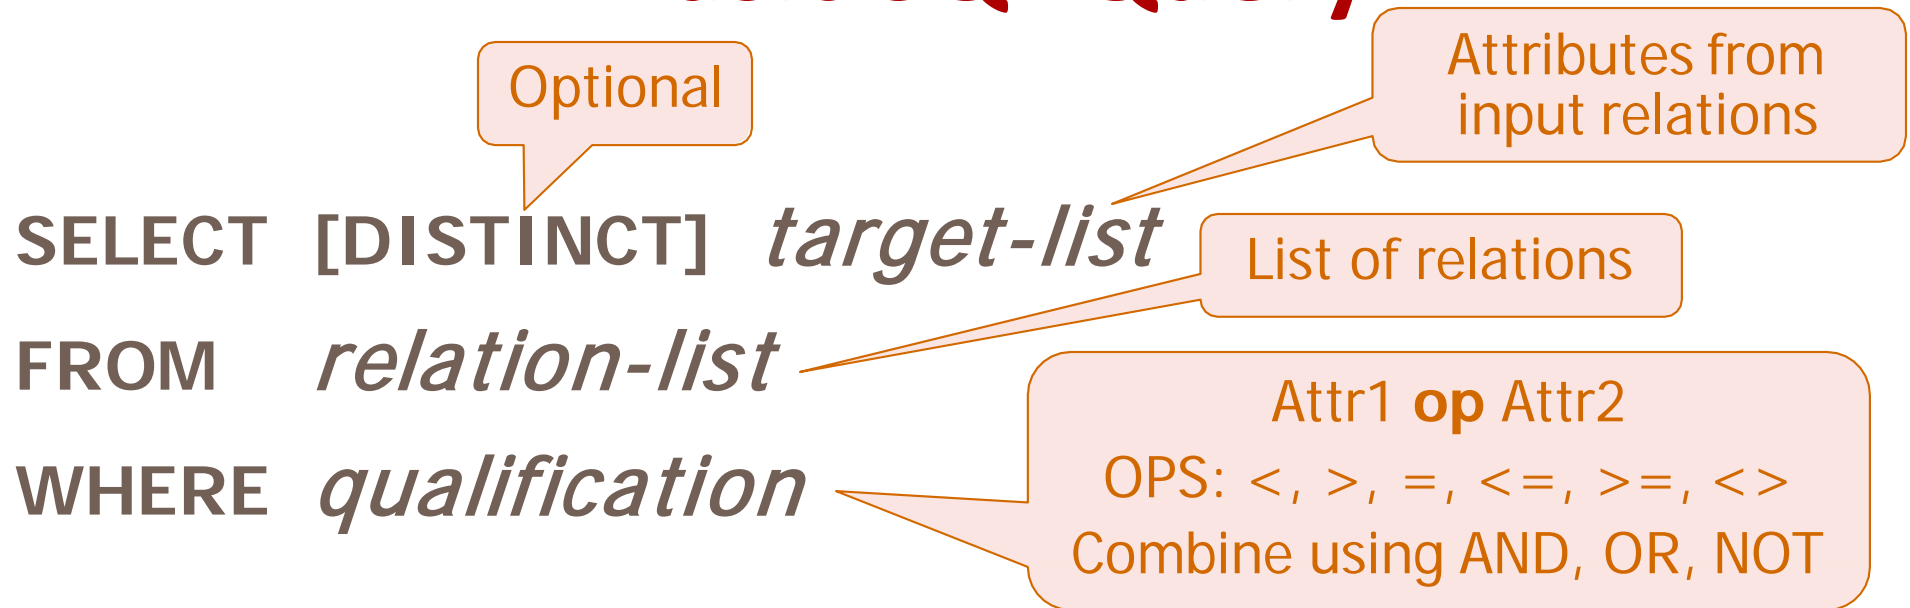 Optional
Attributes from
input relations
SELECT [DISTINCT] target-list
List of relations
FROM relation-list
Attr1 op Attr2
OPS: <, >, =, <=, >=, <>
WHERE qualification
Combine using AND, OR, NOT